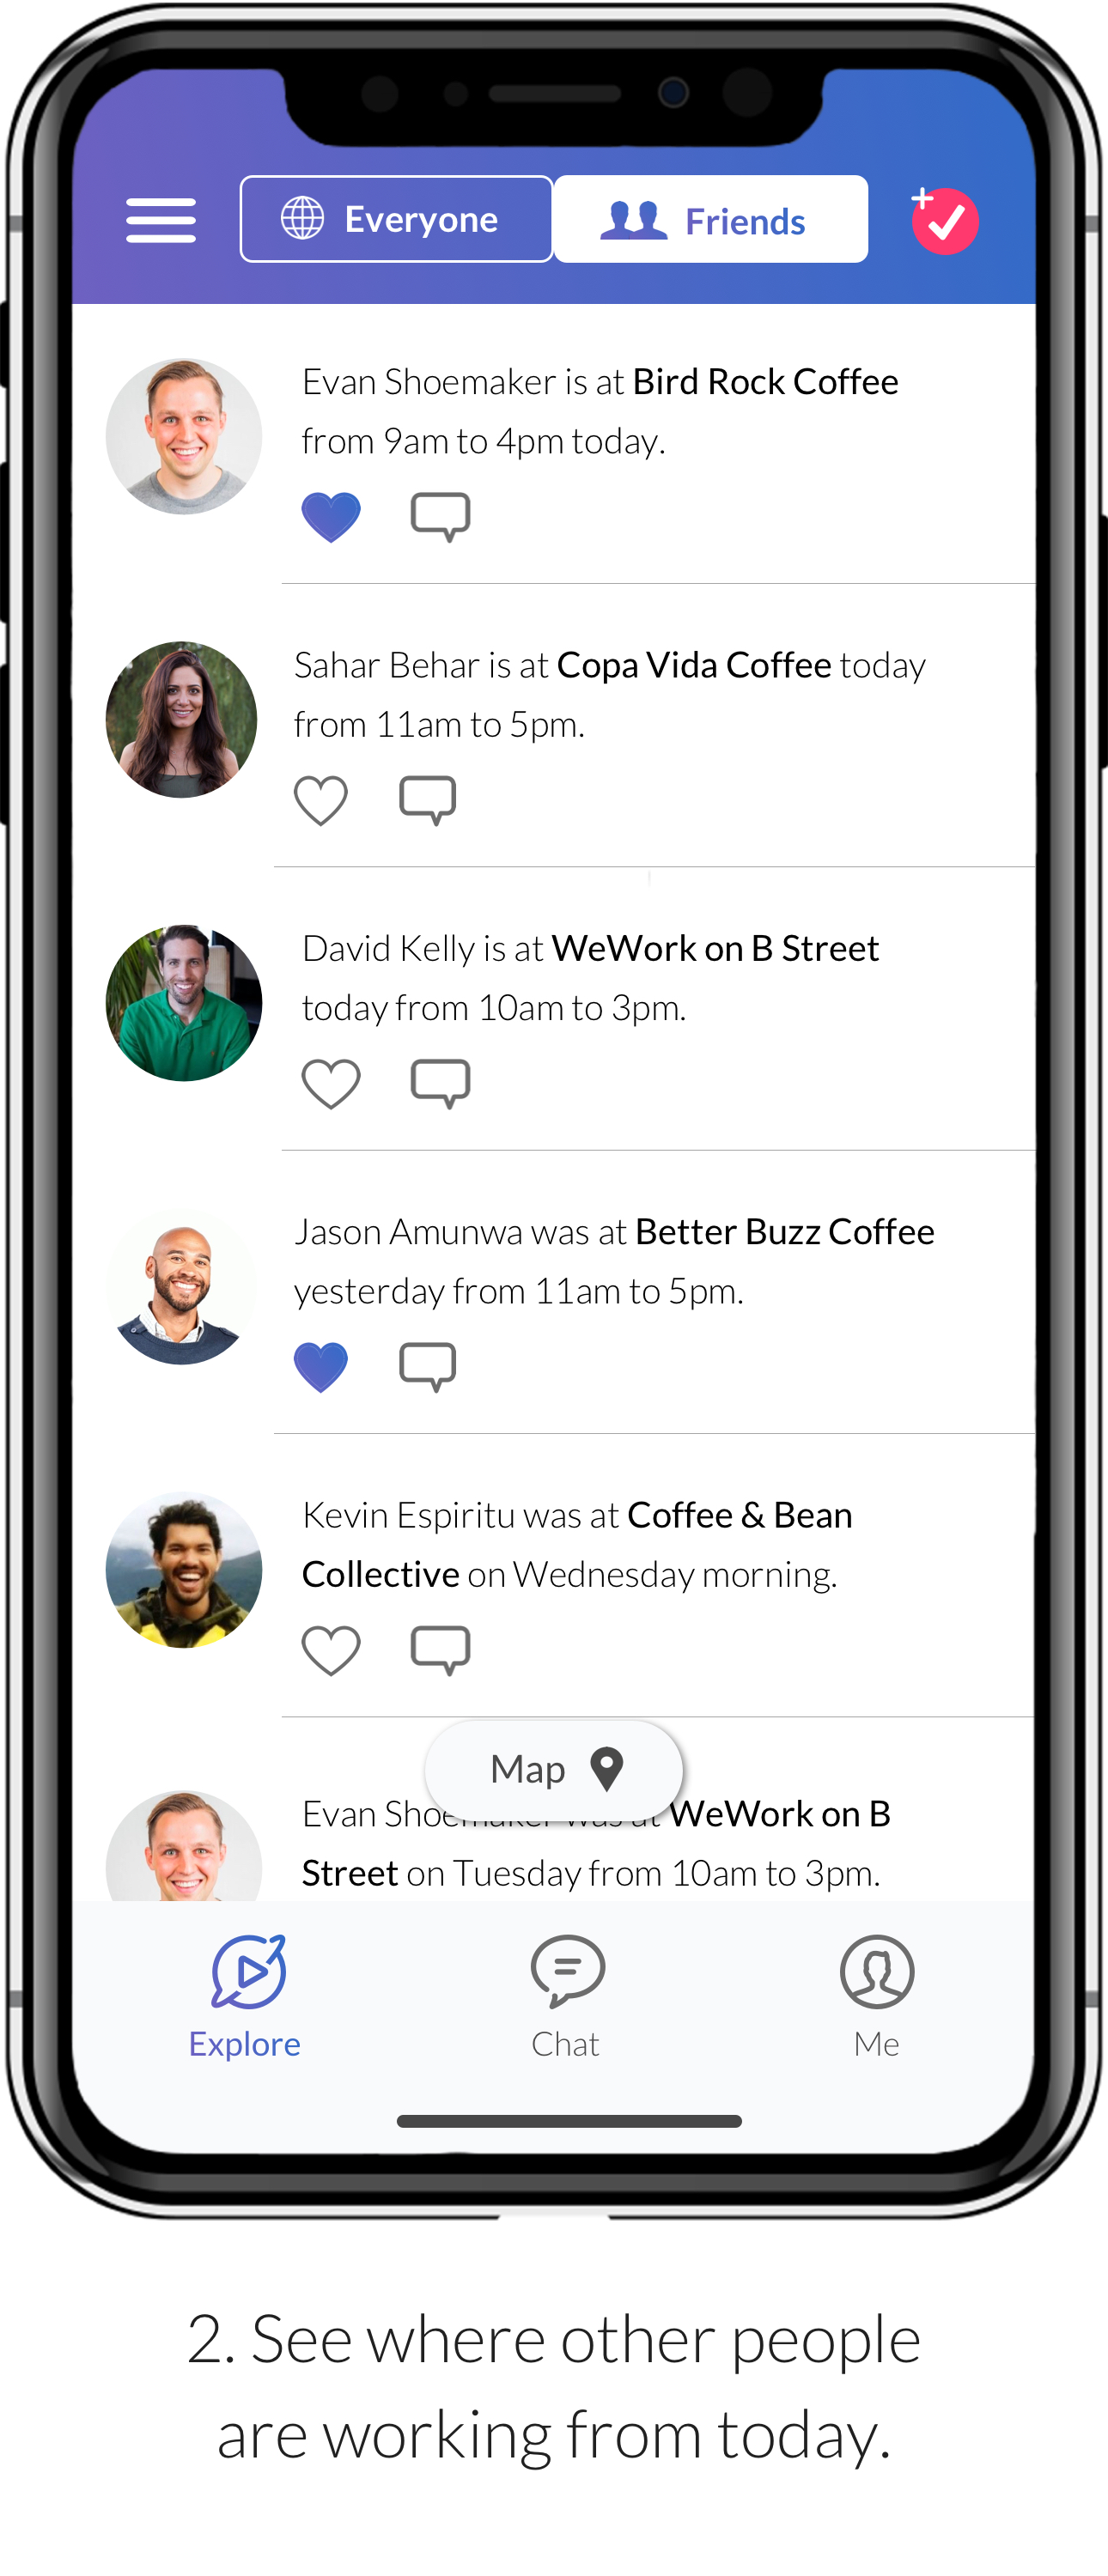 Everyone
Friends
Evan Shoemaker is at Bird Rock Coffee
from 9am to 4pm today.
Sahar Behar is at Copa Vida Coffee today
from 11am to 5pm.
David Kelly is at WeWork on B Street
today from 10am to 3pm.
Jason Amunwa was at Better Buzz Coffee
yesterday from 11am to 5pm.
Kevin Espiritu was at Coffee & Bean
Collective on Wednesday morning.
Map
Evan Shoemaker was at WeWork on B
Street on Tuesday from 10am to 3pm.
Explore
Chat
Me
2. See where other people
are working from today.